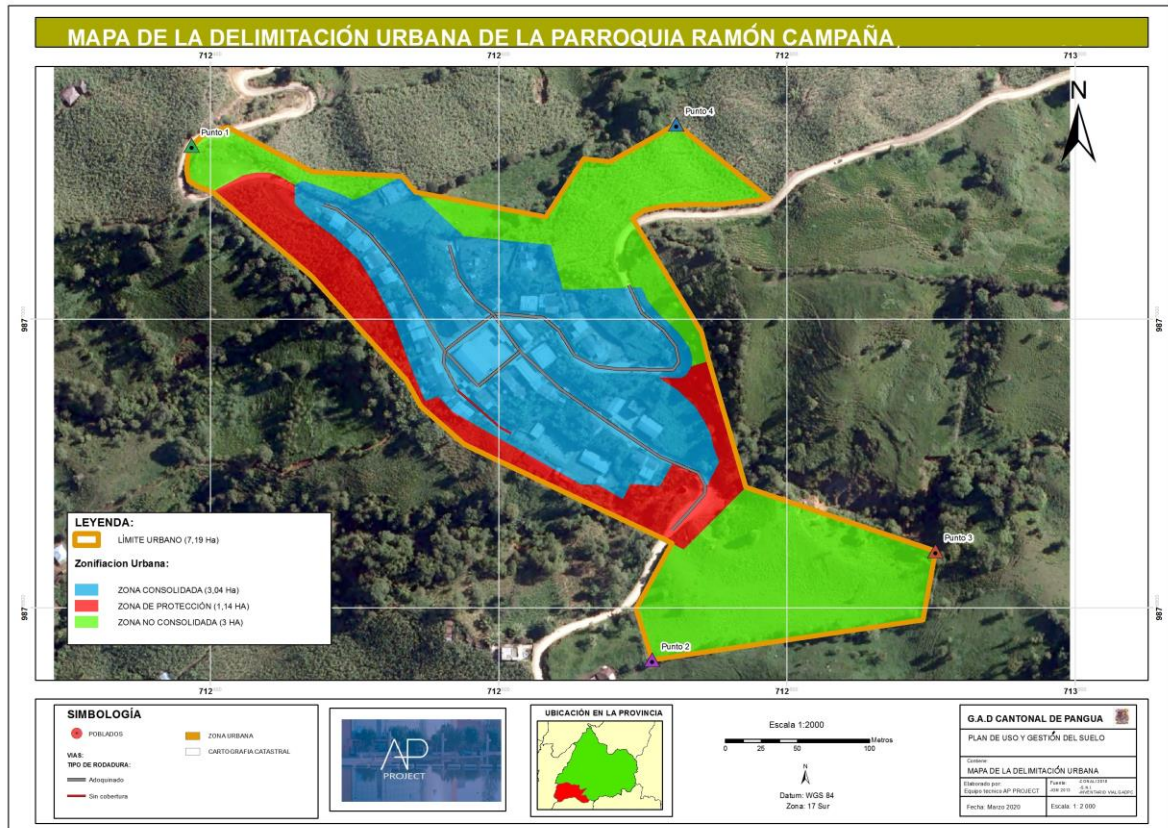 MAPA DE LA DELIMITACIÓN URBANA DE LA PARROQUIA RAMÓN CAMPAÑA,
712 712 712 713
N
Punto 1
Punto 4
987 987
Punto 3
Punto 2
987 987
LEYENDA:
LÍMITE URBANO (7,19 Ha)
Zonifiacion Urbana:
ZONA CONSOLIDADA (3,04 Ha)
ZONA DE PROTECCIÓN (1,14 HA)
ZONA NO CONSOLIDADA (3 HA)
712 712 712 713
SIMBOLOGÍA
POBLADOS
ZONA URBANA
CARTOGRAFIA CATASTRAL
VIAS:
TIPO DE RODADURA:
Adoquinado
Sin cobertura
AP
PROJECT
UBICACIÓN EN LA PROVINCIA
Escala 1:2000
Metros
0 25 50 100
N
Datum: WGS 84
Zona: 17 Sur
G.A.D CANTONAL DE PANGUA
PLAN DE USO Y GESTIÓN DEL SUELO
Contiene:
MAPA DE LA DELIMITACIÓN URBANA
Elaborado por:
Equipo tecnico AP PROJECT
Fuente:
Fecha: Marzo 2020
Escala: 1: 2 000